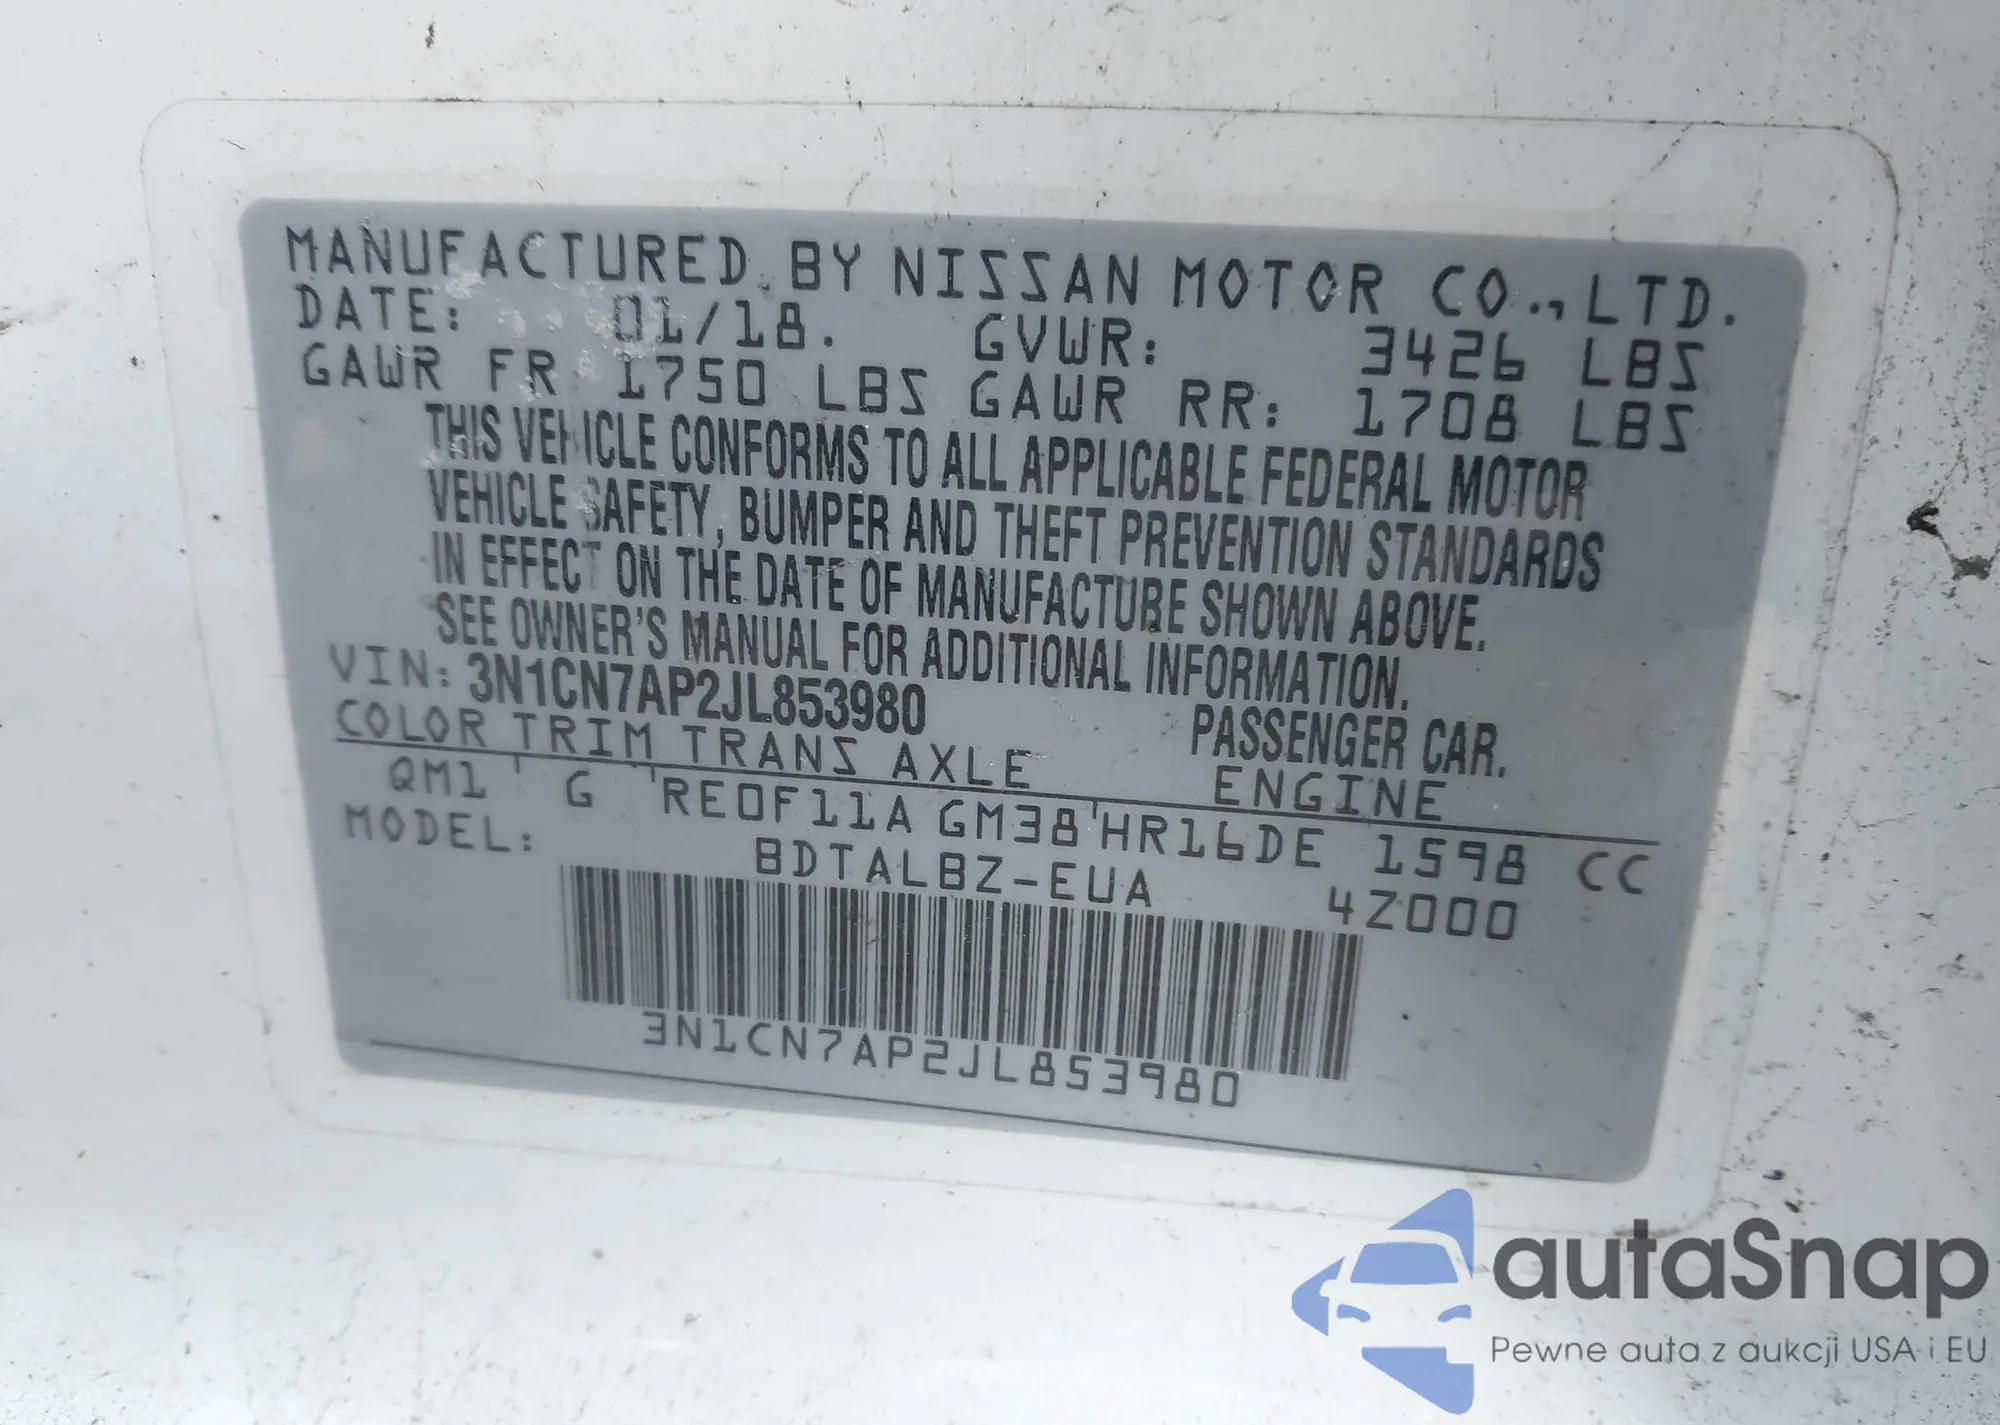 MANUFACTURED BY NISSAN MOTOR CO., LTD.
DATE: 01/18. GVWR: 3426 LBS
GAWR FR 1750 LBS GAWR RR: 1708 LBS
THIS VEHICLE CONFORMS TO ALL APPLICABLE FEDERAL MOTOR
VEHICLE SAFETY, BUMPER AND THEFT PREVENTION STANDARDS
IN EFFECT ON THE DATE OF MANUFACTURE SHOWN ABOVE.
SEE OWNER'S MANUAL FOR ADDITIONAL INFORMATION.
VIN: 3N1CN7AP2JL853980 PASSENGER CAR.
COLOR TRIM TRANS AXLE ENGINE
QM1 G RE0F11A GM38 HR16DE 1598 CC
MODEL: BDTALBZ-EUA 4Z000
3N1CN7AP2JL853980
autaSnap
Pewne auta z aukcji USA i EU